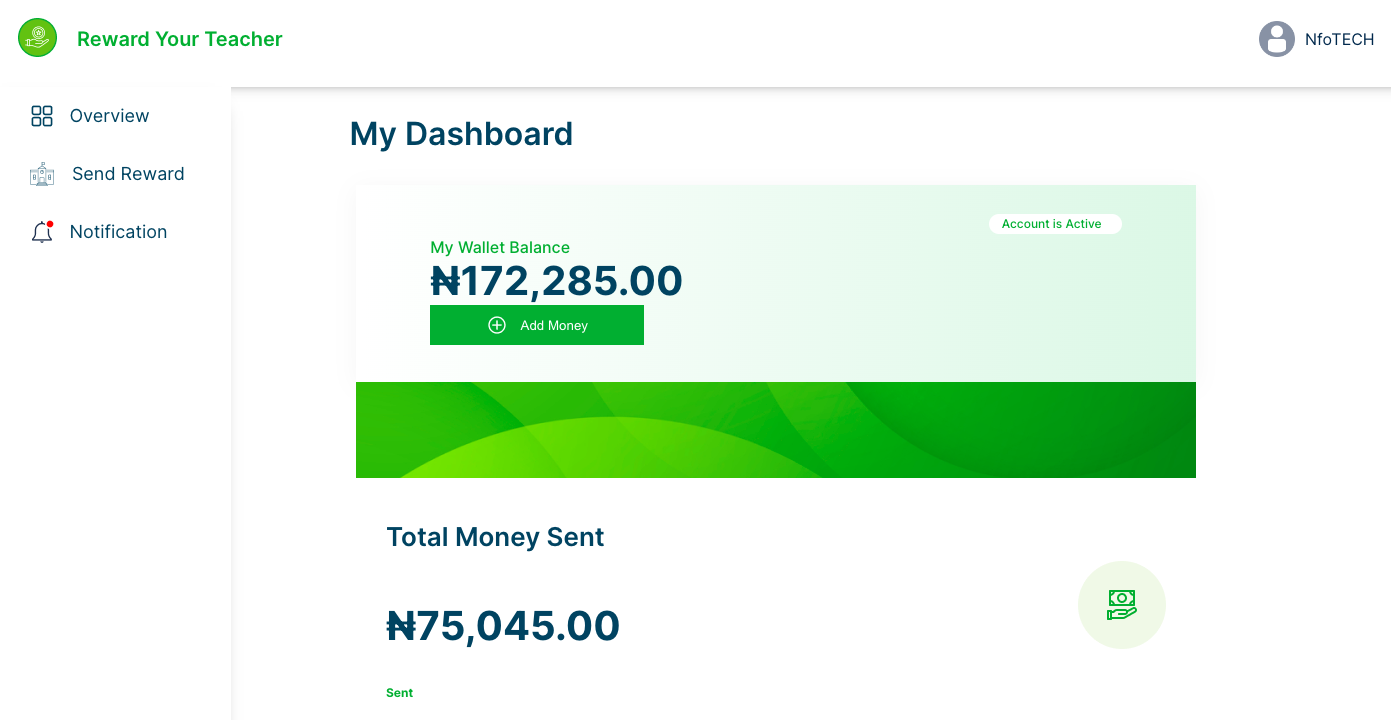 Reward Your Teacher
NfoTECH
Overview
Send Reward
Notification
My Dashboard
Account is Active
My Wallet Balance
₦172,285.00
Add Money
Total Money Sent
₦75,045.00
Sent